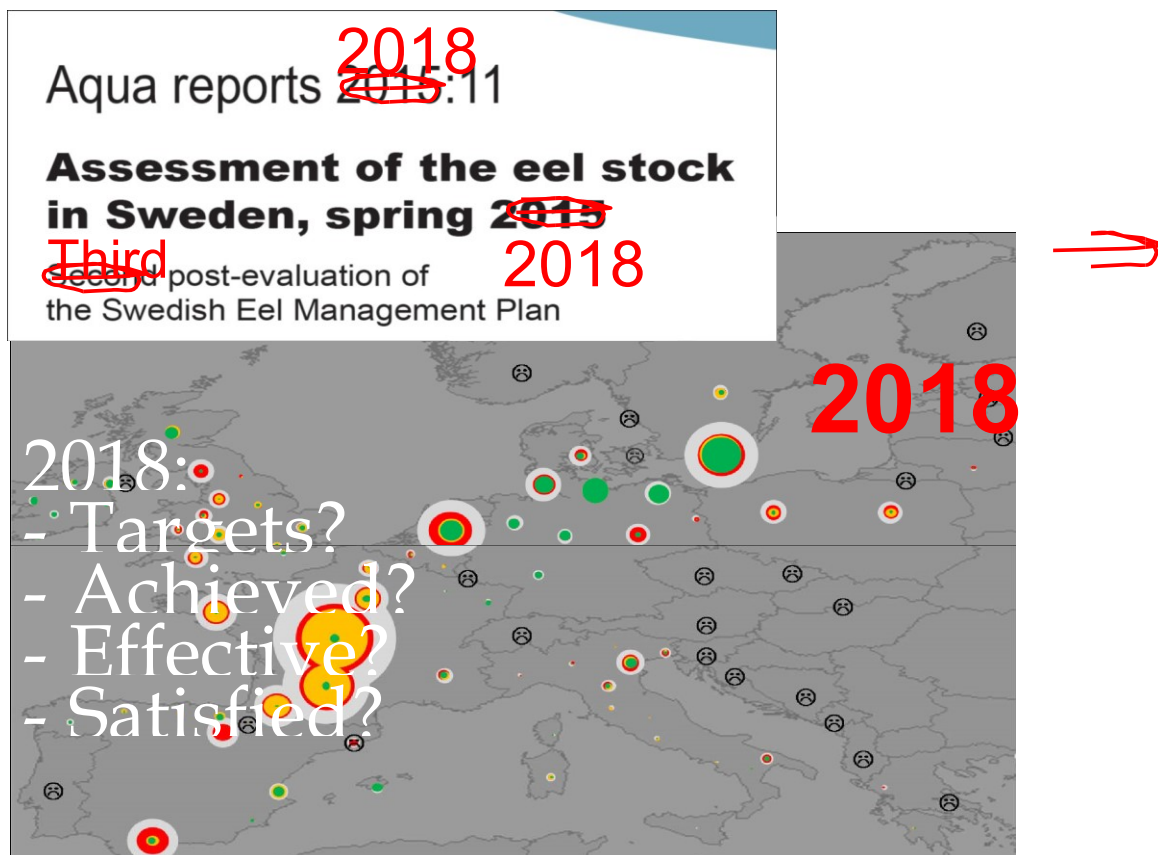 2018
Aqua reports 2015:11
Assessment of the eel stock
in Sweden, spring 2015
Third
2018
Second post-evaluation of
the Swedish Eel Management Plan
2018
2018:
- Targets?
- Achieved?
- Effective?
- Satisfied?